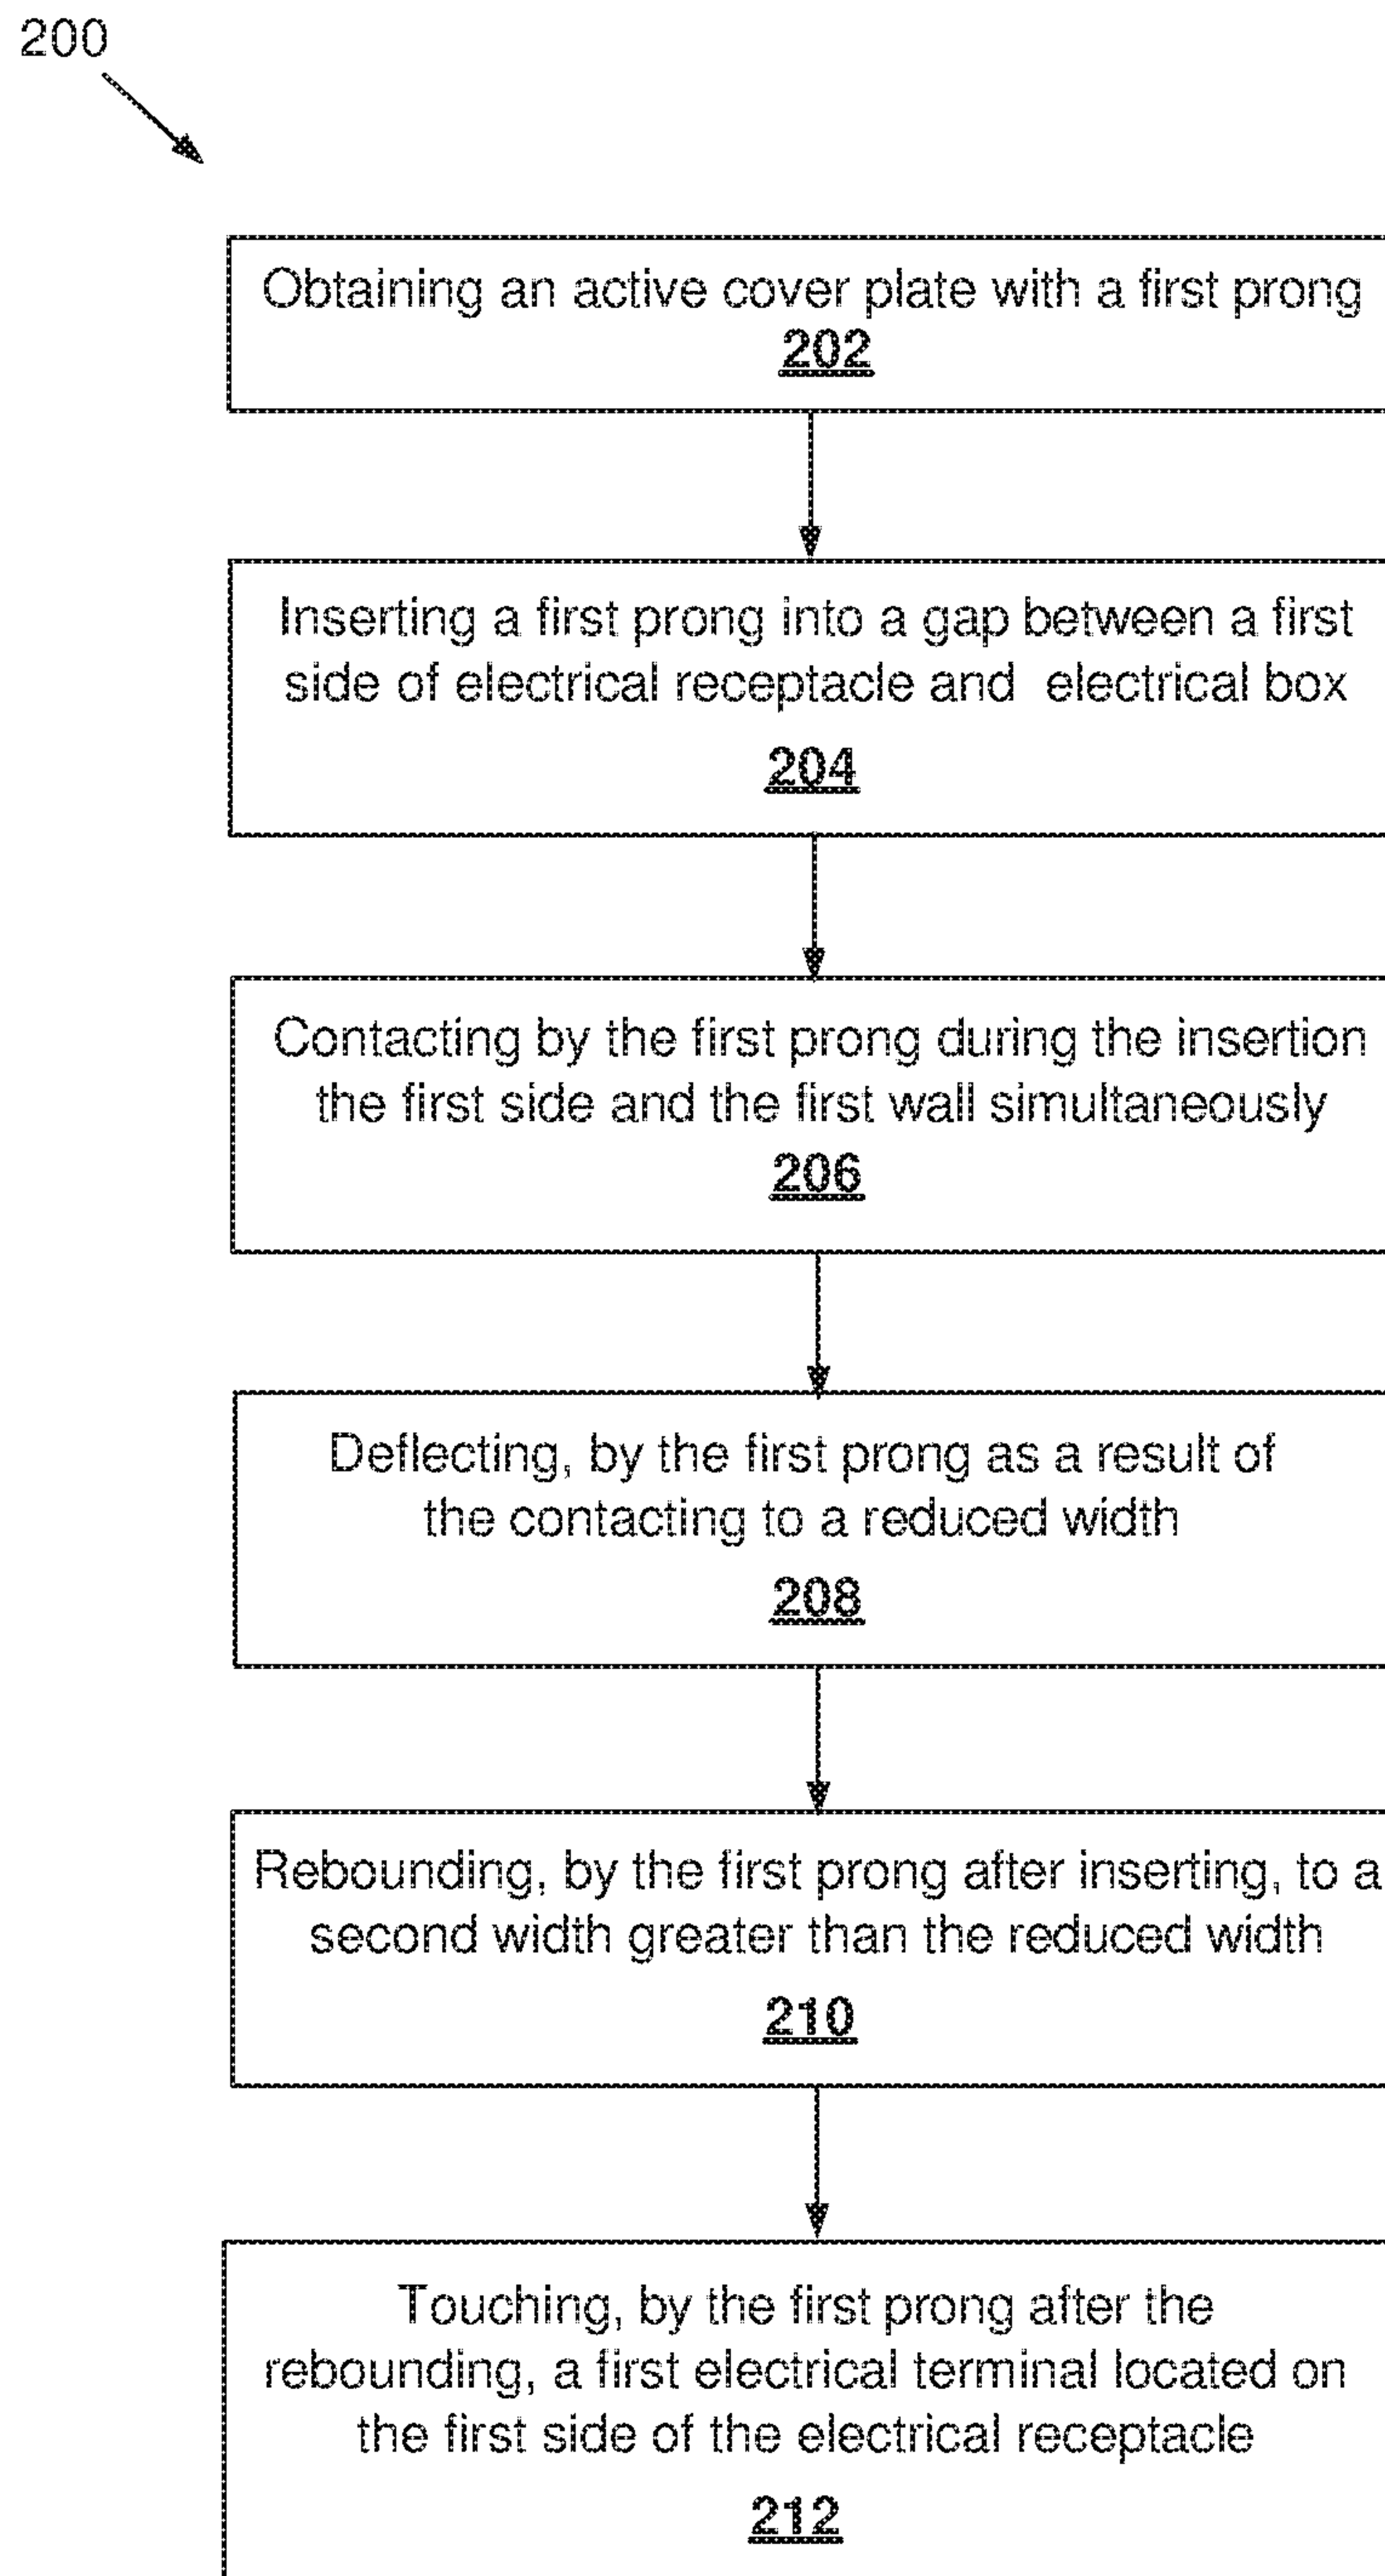 200
Obtaining an active cover plate with a first prong
202
Inserting a first prong into a gap between a first
side of electrical receptacle and electrical box
204
Contacting by the first prong during the insertion
the first side and the first wall simultaneously
206
Deflecting, by the first prong as a result of
the contacting to a reduced width
208
Rebounding, by the first prong after inserting, to a
second width greater than the reduced width
210
Touching, by the first prong after the
rebounding, a first electrical terminal located on
the first side of the electrical receptacle
212